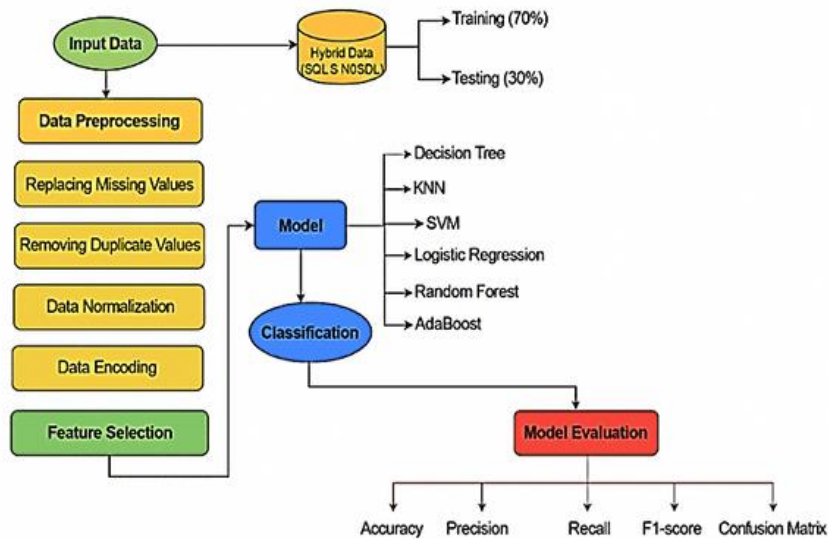 Input Data
Hybrid Data
(SQLS N0SDL)
Training (70%)
Testing (30%)
Data Preprocessing
Replacing Missing Values
Removing Duplicate Values
Data Normalization
Data Encoding
Feature Selection
Model
Decision Tree
KNN
SVM
Logistic Regression
Random Forest
AdaBoost
Classification
Model Evaluation
Accuracy
Precision
Recall
F1-score
Confusion Matrix